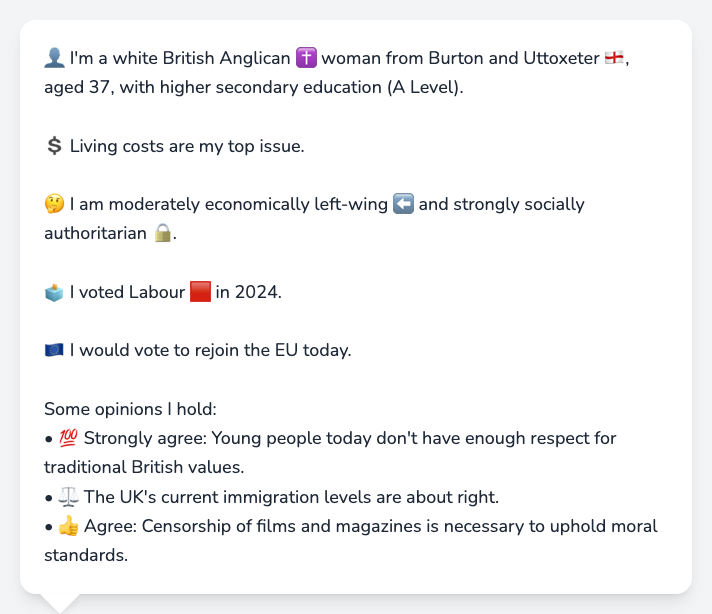 👤 I'm a white British Anglican ✝️ woman from Burton and Uttoxeter 🏴󠁧󠁢󠁥󠁮󠁧󠁿,
aged 37, with higher secondary education (A Level).
💲 Living costs are my top issue.
🤔 I am moderately economically left-wing ⬅️ and strongly socially
authoritarian 🔒.
🗳️ I voted Labour 🟥 in 2024.
🇪🇺 I would vote to rejoin the EU today.
Some opinions I hold:
• 💯 Strongly agree: Young people today don't have enough respect for
traditional British values.
• ⚖️ The UK's current immigration levels are about right.
• 👍 Agree: Censorship of films and magazines is necessary to uphold moral
standards.